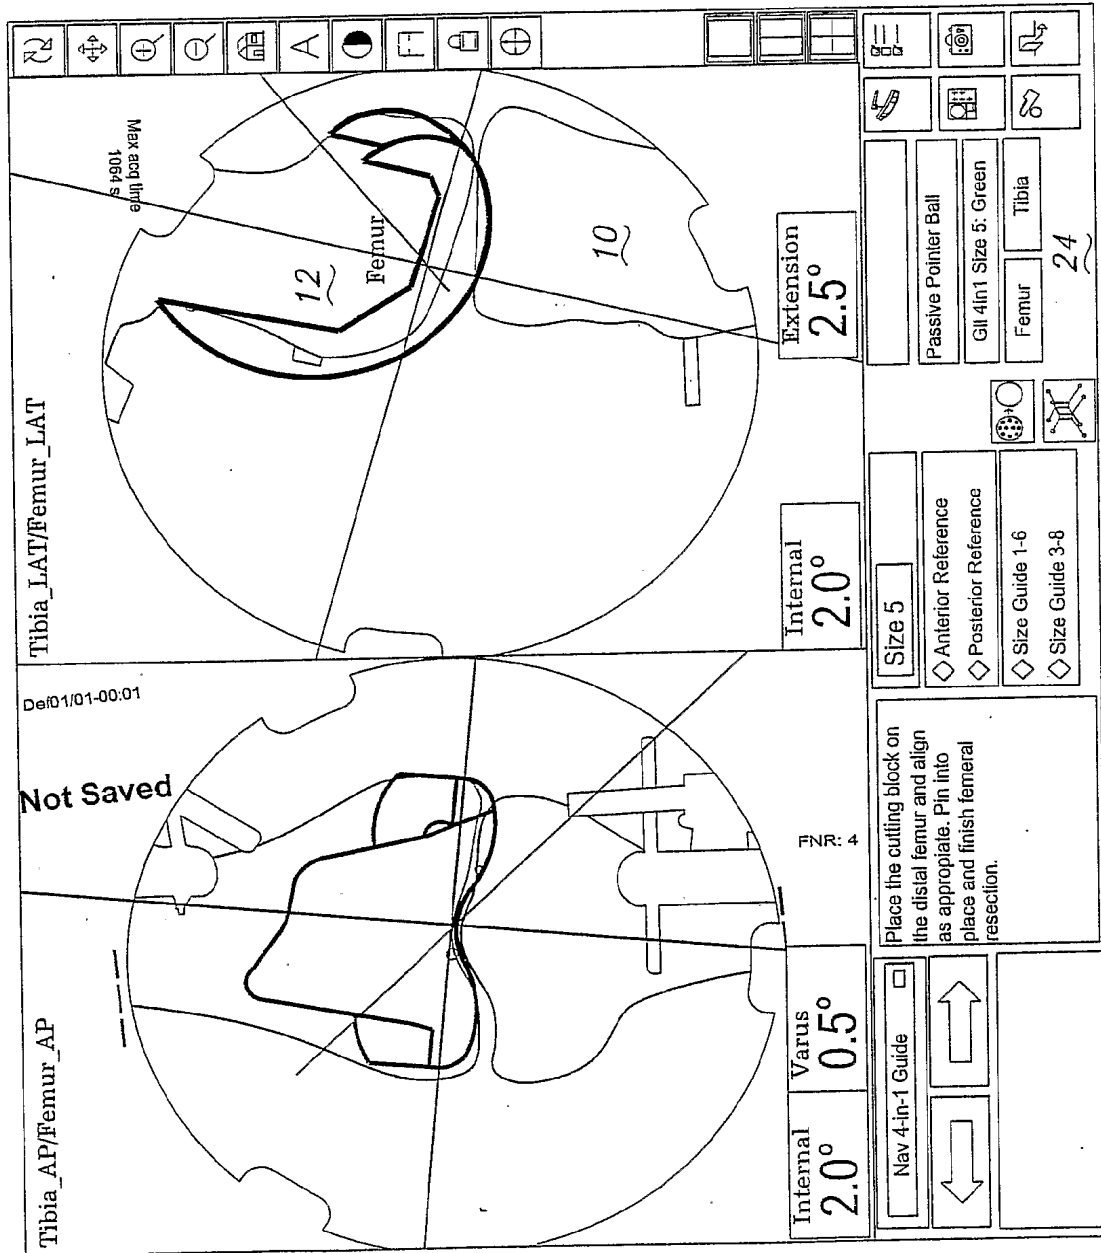 Tibia_AP/Femur_AP
Not Saved
Def01/01-00:01
FNR: 4
Internal
2.0°
Varus
0.5°
Tibia_LAT/Femur_LAT
Max acq time
1064 s
12
Femur
10
Internal
2.0°
Extension
2.5°
A
Nav 4-in-1 Guide
Place the cutting block on
the distal femur and align
as appropiate. Pin into
place and finish femeral
resection.
Size 5
Anterior Reference
Posterior Reference
Size Guide 1-6
Size Guide 3-8
Passive Pointer Ball
GII 4in1 Size 5: Green
Femur
Tibia
24